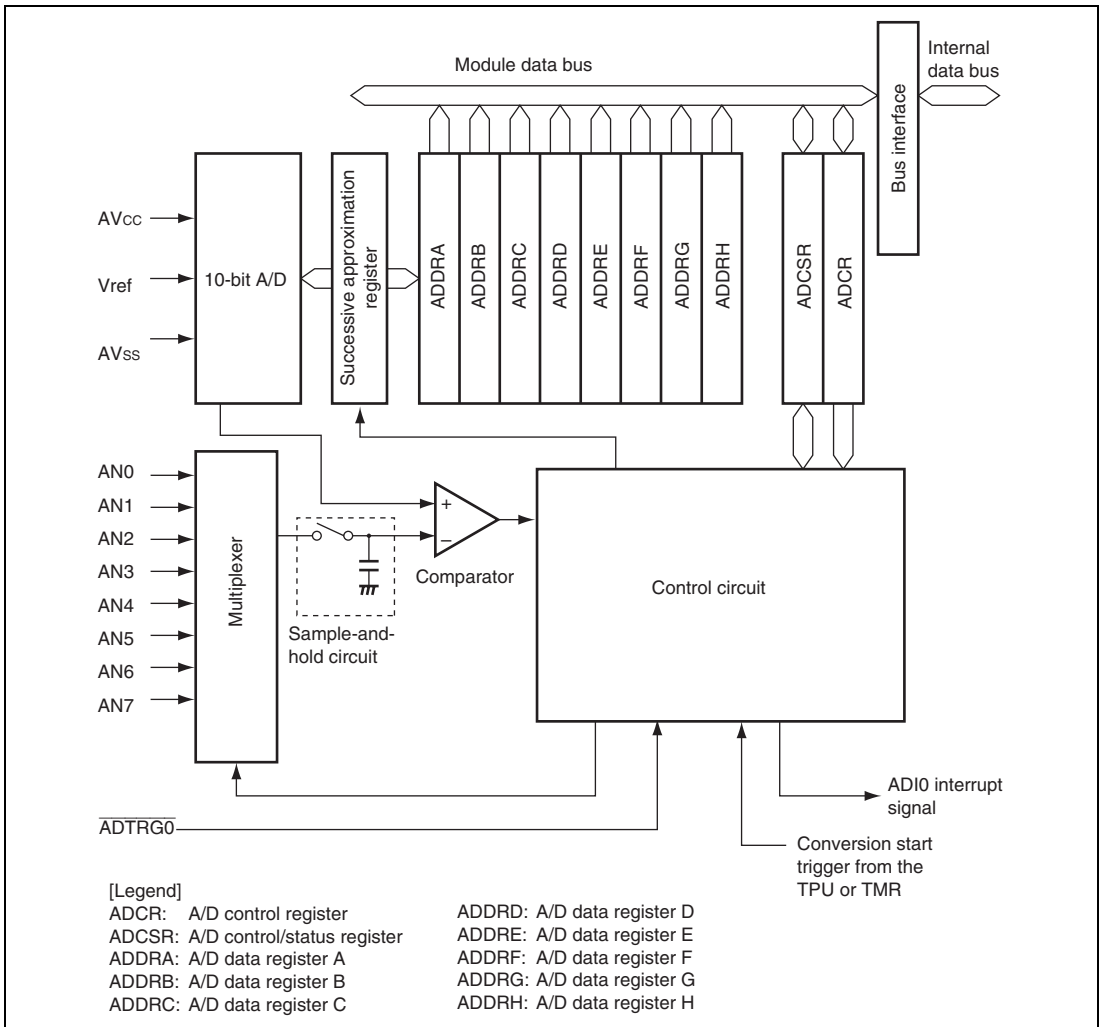 Module data bus
Internal
data bus
Bus interface
AVCC
Vref
AVSS
10-bit A/D
Successive approximation
register
ADDRA
ADDRB
ADDRC
ADDRD
ADDRE
ADDRF
ADDRG
ADDRH
ADCSR
ADCR
AN0
AN1
AN2
AN3
AN4
AN5
AN6
AN7
Multiplexer
+
−
Comparator
Sample-and-
hold circuit
Control circuit
ADI0 interrupt
signal
ADTRG0
Conversion start
trigger from the
TPU or TMR
[Legend]
ADCR: A/D control register
ADCSR: A/D control/status register
ADDRA: A/D data register A
ADDRB: A/D data register B
ADDRC: A/D data register C
ADDRD: A/D data register D
ADDRE: A/D data register E
ADDRF: A/D data register F
ADDRG: A/D data register G
ADDRH: A/D data register H